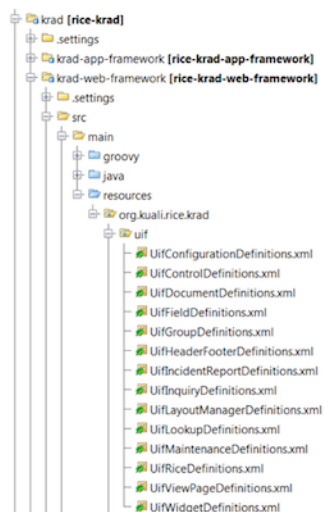 krad [rice-krad]
.settings
krad-app-framework [rice-krad-app-framework]
krad-web-framework [rice-krad-web-framework]
.settings
src
main
groovy
java
resources
org.kuali.rice.krad
uif
UifConfigurationDefinitions.xml
UifControlDefinitions.xml
UifDocumentDefinitions.xml
UifFieldDefinitions.xml
UifGroupDefinitions.xml
UifHeaderFooterDefinitions.xml
UifIncidentReportDefinitions.xml
UifInquiryDefinitions.xml
UifLayoutManagerDefinitions.xml
UifLookupDefinitions.xml
UifMaintenanceDefinitions.xml
UifRiceDefinitions.xml
UifViewPageDefinitions.xml
UifWidgetDefinitions.xml